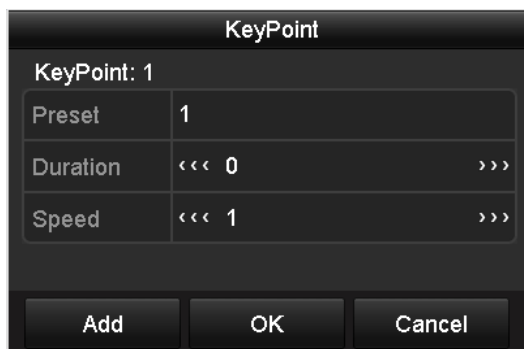 KeyPoint
KeyPoint: 1
Preset 1
Duration ‹‹‹ 0 ›››
Speed ‹‹‹ 1 ›››
Add OK Cancel